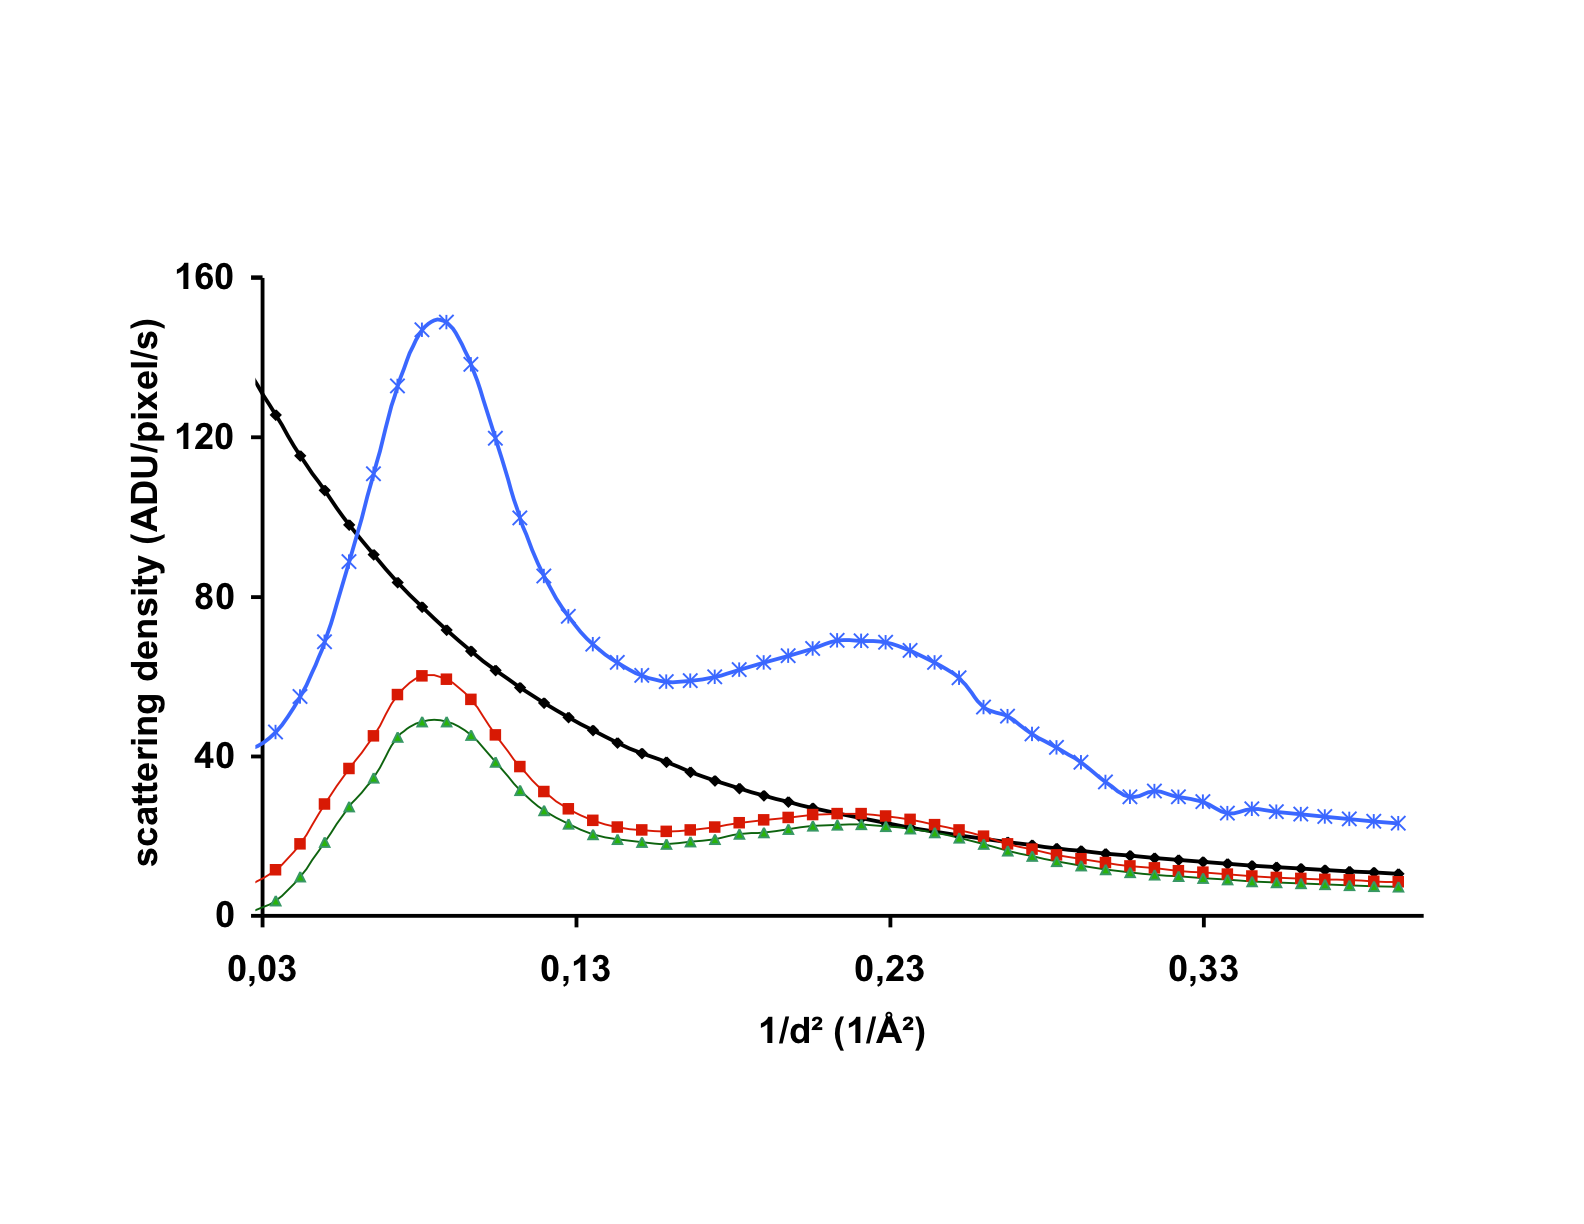 160
120
80
40
0
scattering density (ADU/pixel/s)
0,03 0,13 0,23 0,33
1/d² (1/Å²)